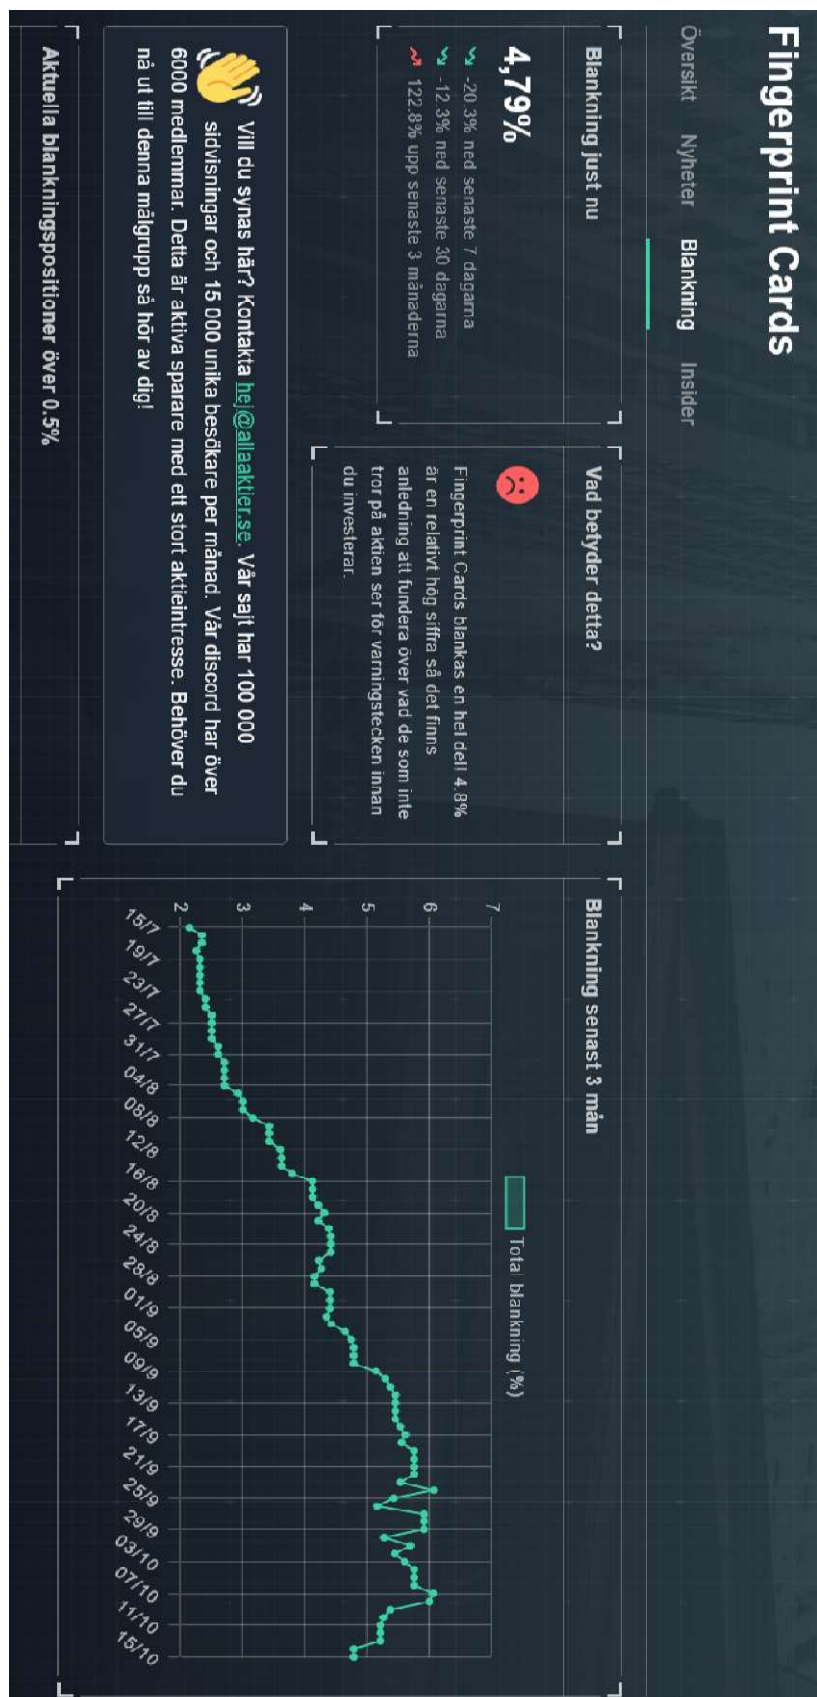 Fingerprint Cards
Översikt Nyheter Blankning Insider
Blankning just nu
4,79%
-20.3% ned senaste 7 dagarna
-12.3% ned senaste 30 dagarna
122.8% upp senaste 3 månaderna
Vad betyder detta?
Fingerprint Cards blankas en hel del! 4.8%
är en relativt hög siffra så det finns
anledning att fundera över vad de som inte
tror på aktien ser för varningstecken innan
du investerar.
Vill du synas här? Kontakta hej@allaaktier.se. Vår sajt har 100 000
sidvisningar och 15 000 unika besökare per månad. Vår discord har över
6000 medlemmar. Detta är aktiva sparare med ett stort aktieintresse. Behöver du
nå ut till denna målgrupp så hör av dig!
Aktuella blankningspositioner över 0.5%
Blankning senast 3 mån
Total blankning (%)
7
6
5
4
3
2
15/7 19/7 23/7 27/7 31/7 04/8 08/8 12/8 16/8 20/8 24/8 28/8 01/9 05/9 09/9 13/9 17/9 21/9 25/9 29/9 03/10 07/10 11/10 15/10